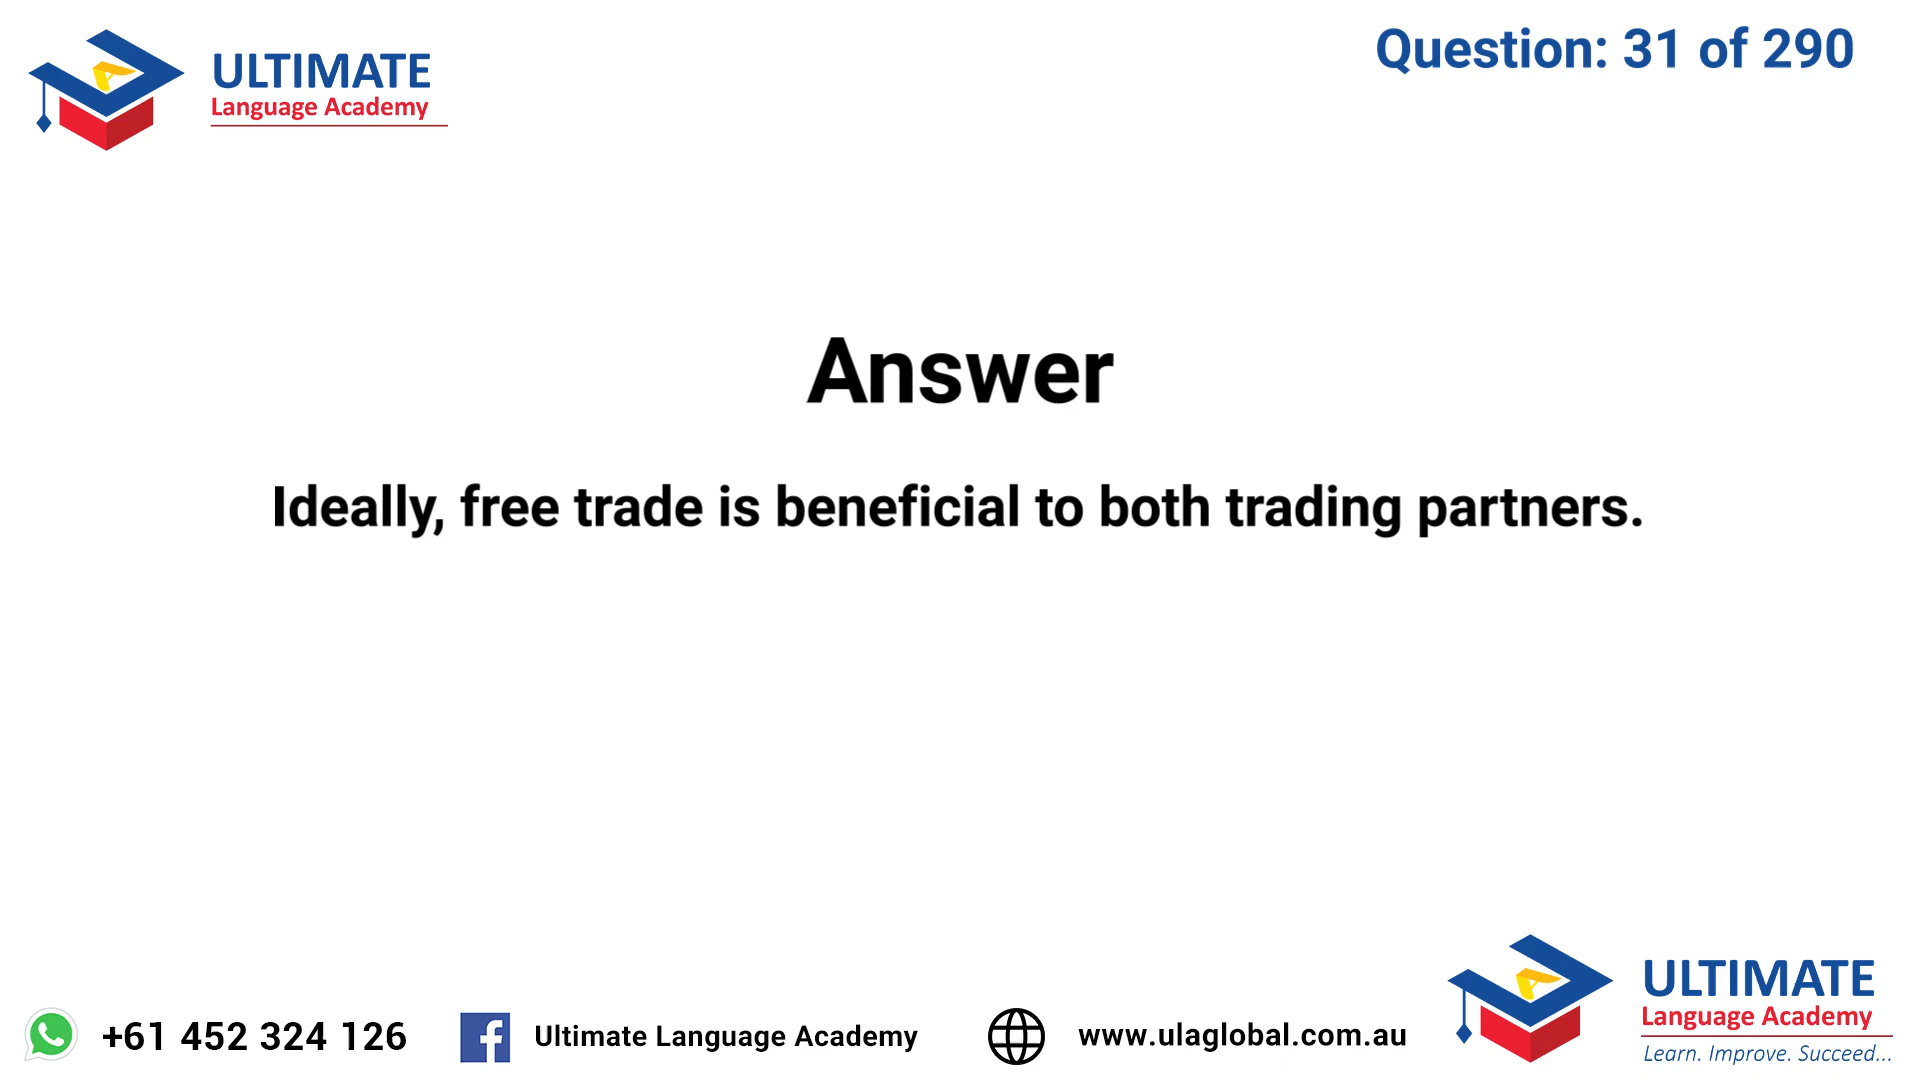 ULTIMATE
Language Academy
Question: 31 of 290
Answer
Ideally, free trade is beneficial to both trading partners.
+61 452 324 126
Ultimate Language Academy
www.ulaglobal.com.au
ULTIMATE
Language Academy
Learn. Improve. Succeed...